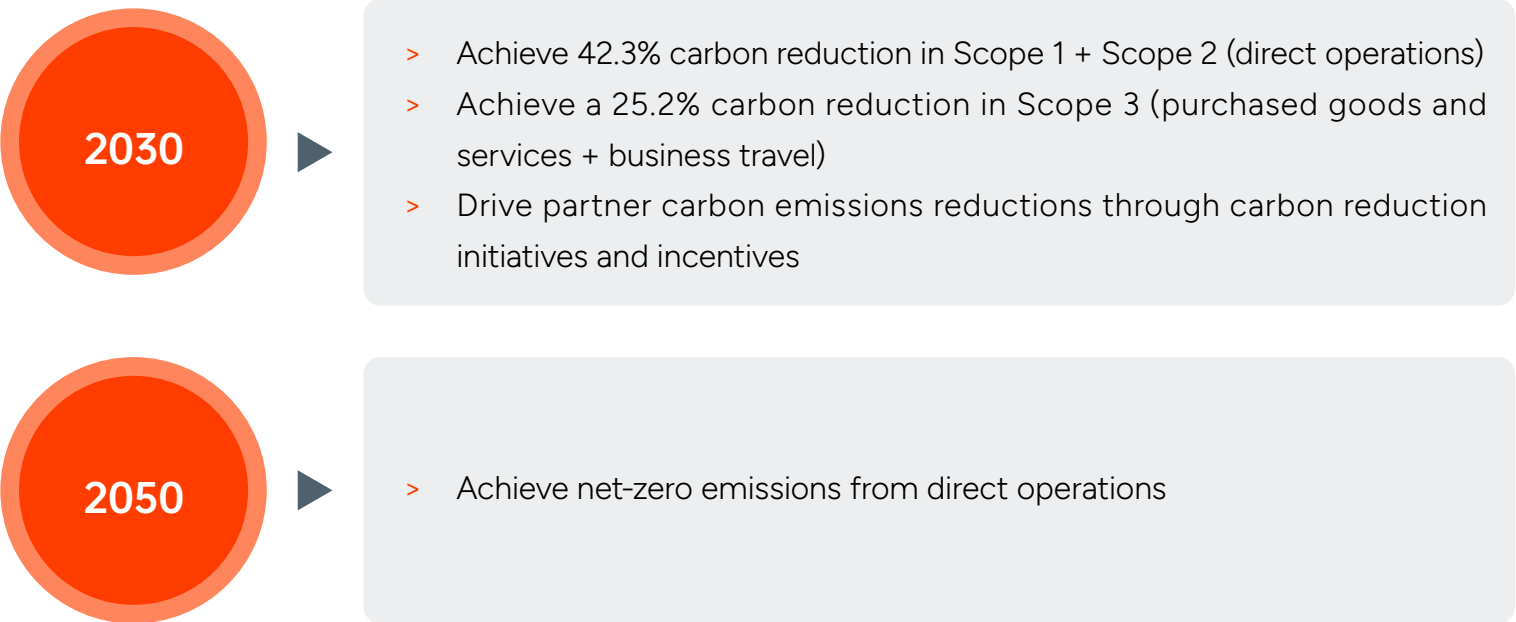 2030
> Achieve 42.3% carbon reduction in Scope 1 + Scope 2 (direct operations)
> Achieve a 25.2% carbon reduction in Scope 3 (purchased goods and
services + business travel)
> Drive partner carbon emissions reductions through carbon reduction
initiatives and incentives
2050
> Achieve net-zero emissions from direct operations